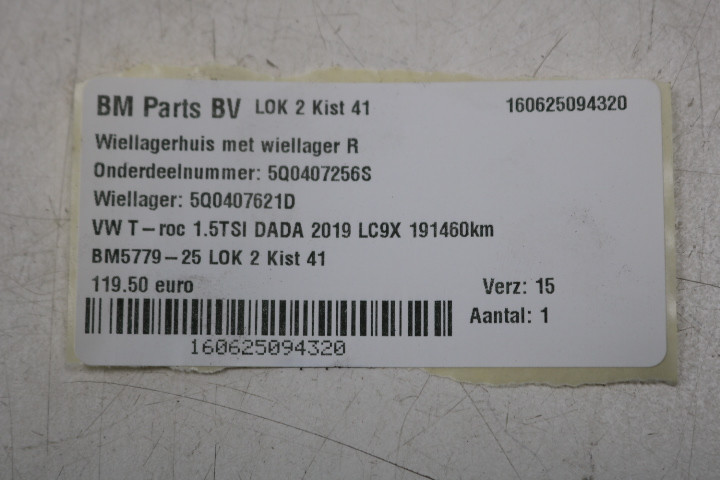 BM Parts BV LOK 2 Kist 41 160625094320
Wiellagerhuis met wiellager R
Onderdeelnummer: 5Q0407256S
Wiellager: 5Q0407621D
VW T-roc 1.5TSI DADA 2019 LC9X 191460km
BM5779-25 LOK 2 Kist 41
119.50 euro Verz: 15
Aantal: 1
160625094320